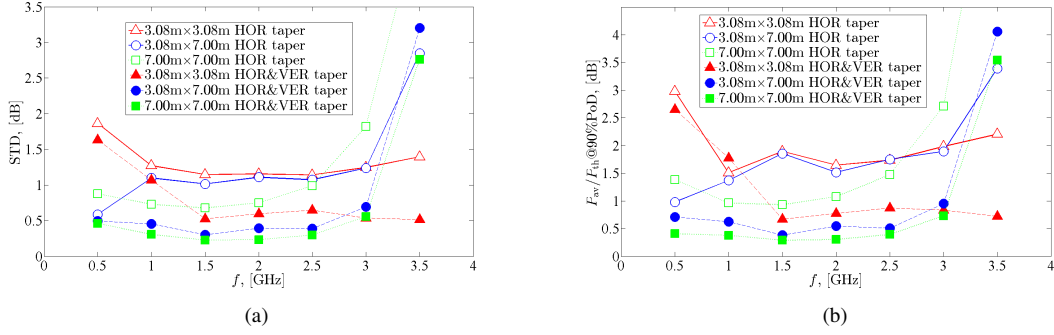 3.5
3
2.5
2
1.5
1
0.5
0
STD, [dB]
3.08m×3.08m HOR taper
3.08m×7.00m HOR taper
7.00m×7.00m HOR taper
3.08m×3.08m HOR&VER taper
3.08m×7.00m HOR&VER taper
7.00m×7.00m HOR&VER taper
0 0.5 1 1.5 2 2.5 3 3.5 4
f, [GHz]
(a)
4
3.5
3
2.5
2
1.5
1
0.5
0
F_av/F_th@90%PoD, [dB]
3.08m×3.08m HOR taper
3.08m×7.00m HOR taper
7.00m×7.00m HOR taper
3.08m×3.08m HOR&VER taper
3.08m×7.00m HOR&VER taper
7.00m×7.00m HOR&VER taper
0 0.5 1 1.5 2 2.5 3 3.5 4
f, [GHz]
(b)